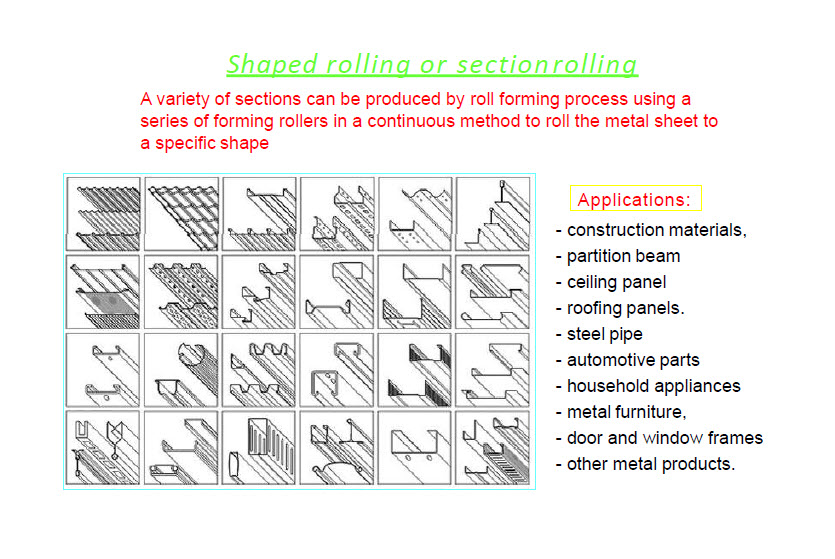 Shaped rolling or section rolling
A variety of sections can be produced by roll forming process using a
series of forming rollers in a continuous method to roll the metal sheet to
a specific shape
Applications:
- construction materials,
- partition beam
- ceiling panel
- roofing panels.
- steel pipe
- automotive parts
- household appliances
- metal furniture,
- door and window frames
- other metal products.